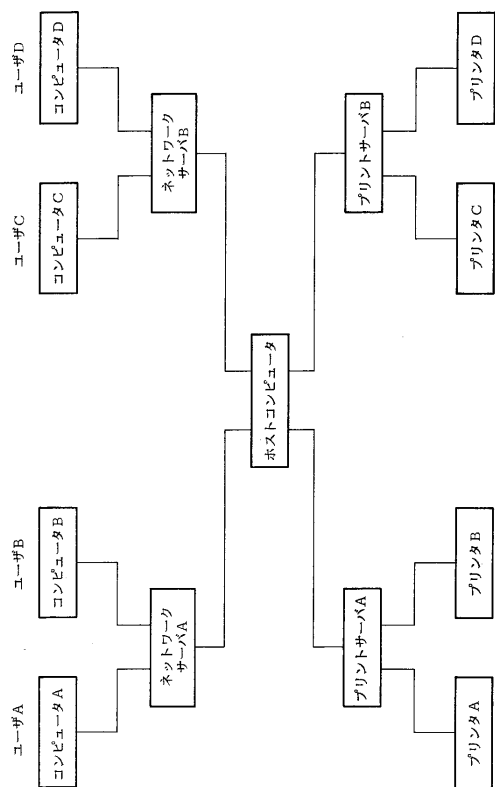 ユーザA
ユーザB
ユーザC
ユーザD
コンピュータA
コンピュータB
コンピュータC
コンピュータD
ネットワーク
サーバA
ネットワーク
サーバB
ホストコンピュータ
プリントサーバA
プリントサーバB
プリンタA
プリンタB
プリンタC
プリンタD